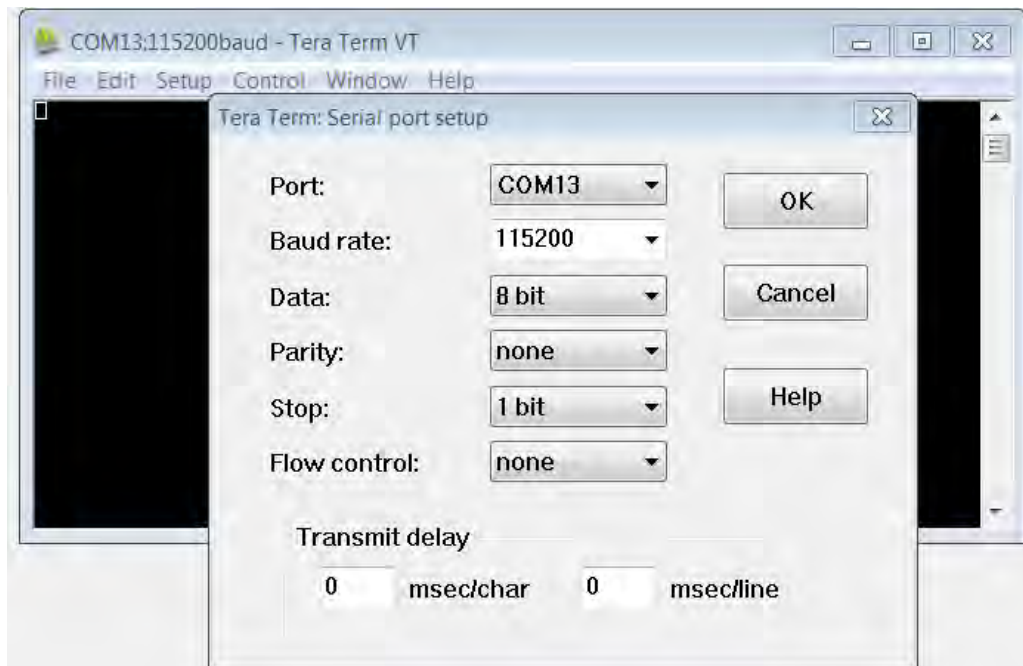 COM13:115200baud - Tera Term VT
File Edit Setup Control Window Help
Tera Term: Serial port setup
Port: COM13 OK
Baud rate: 115200
Data: 8 bit Cancel
Parity: none
Stop: 1 bit Help
Flow control: none
Transmit delay
0 msec/char 0 msec/line